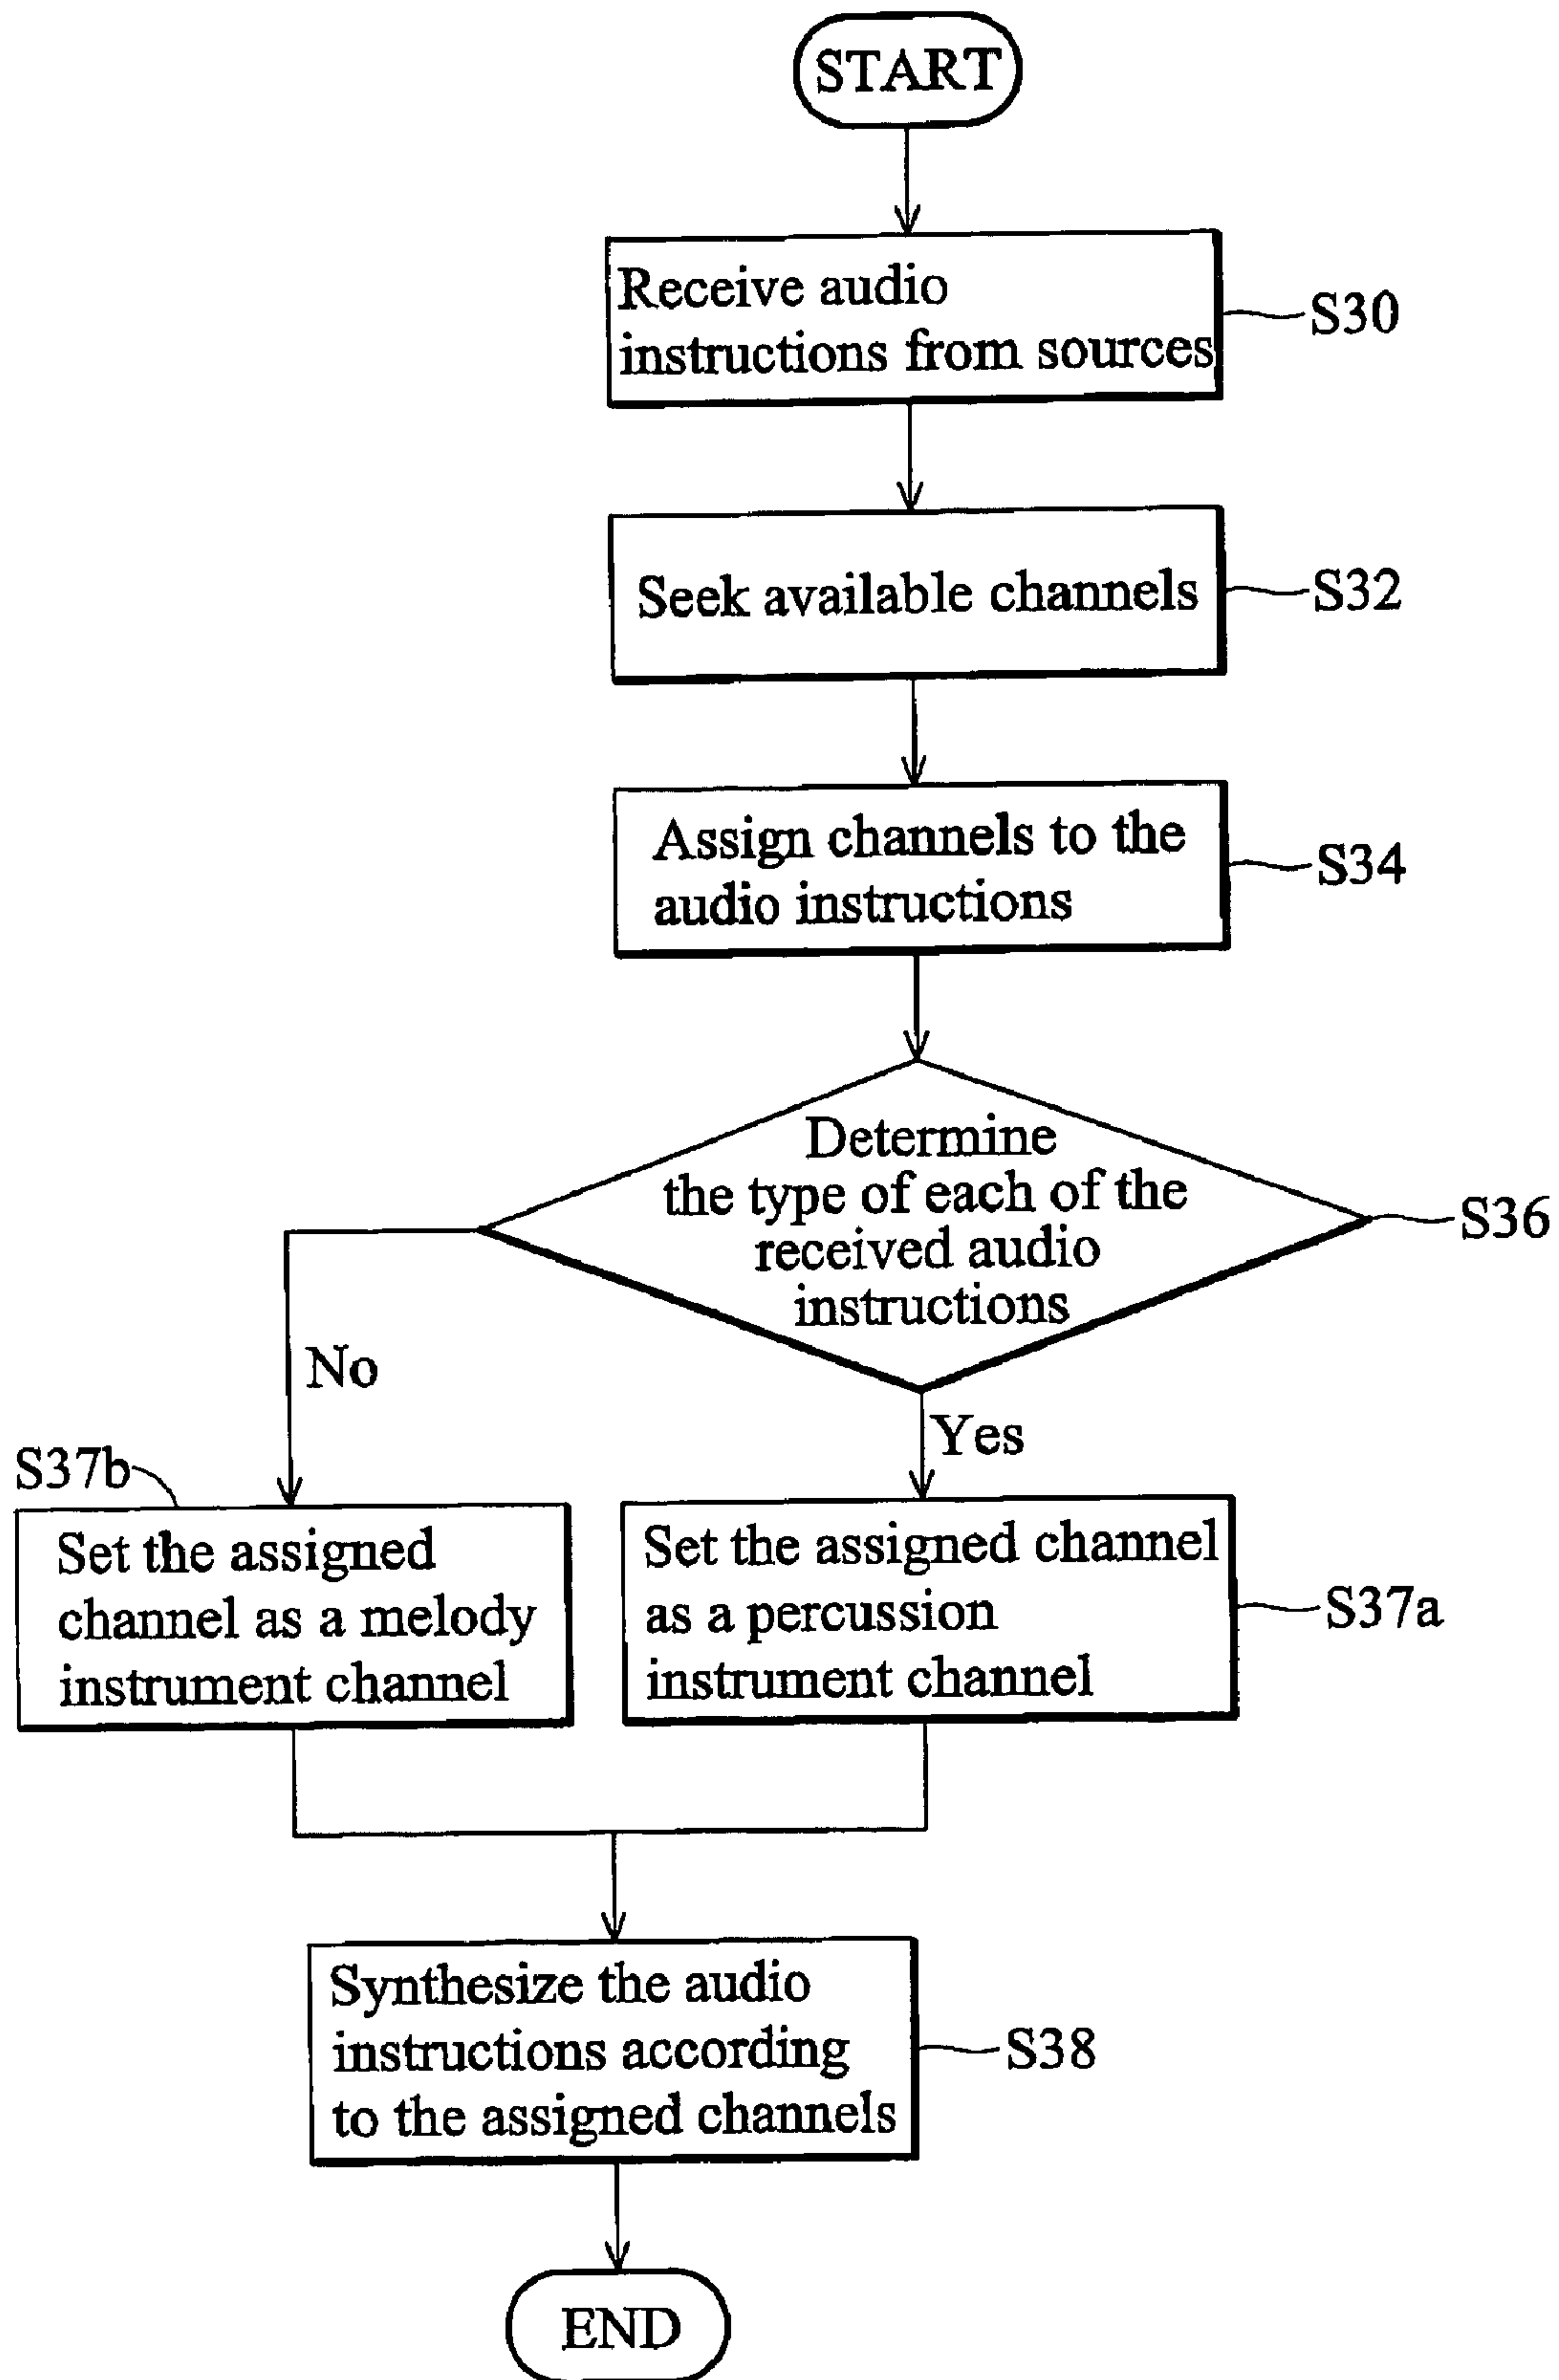 START
Receive audio
instructions from sources
S30
Seek available channels
S32
Assign channels to the
audio instructions
S34
Determine
the type of each of the
received audio
instructions
S36
No
Yes
S37b
Set the assigned
channel as a melody
instrument channel
Set the assigned channel
as a percussion
instrument channel
S37a
Synthesize the audio
instructions according
to the assigned channels
S38
END